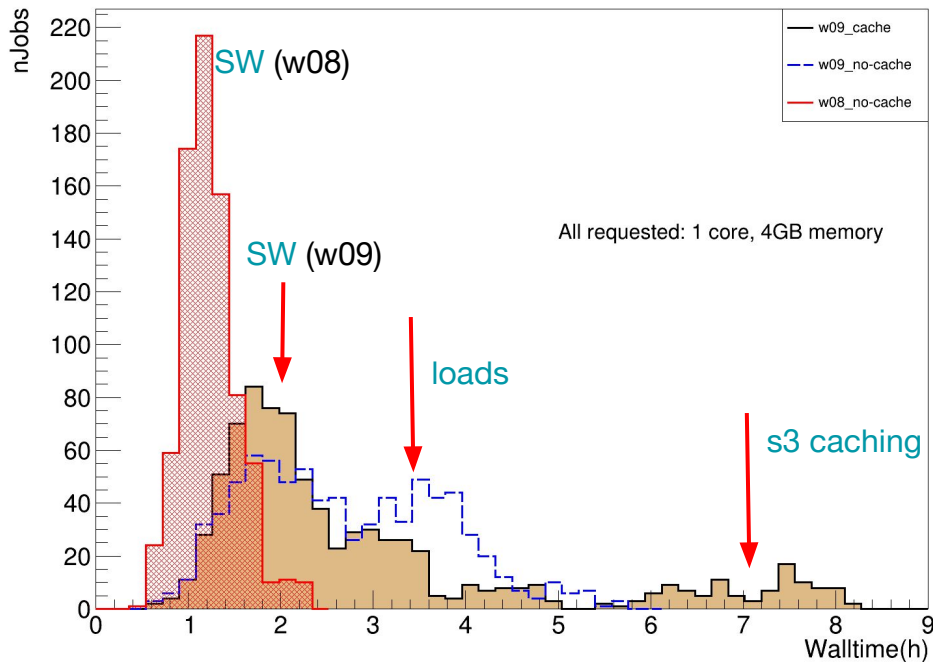 nJobs
220
200
180
160
140
120
100
80
60
40
20
0
SW (w08)
w09_cache
w09_no-cache
w08_no-cache
All requested: 1 core, 4GB memory
SW (w09)
loads
s3 caching
0 1 2 3 4 5 6 7 8 9
Walltime(h)